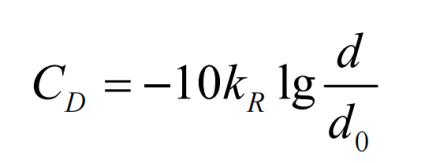 C_D = −10k_R lg d/d_0